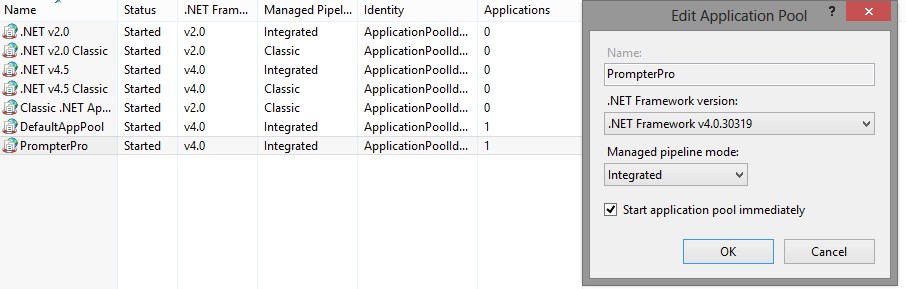 Name Status .NET Fram... Managed Pipel... Identity Applications
.NET v2.0 Started v2.0 Integrated ApplicationPoolId... 0
.NET v2.0 Classic Started v2.0 Classic ApplicationPoolId... 0
.NET v4.5 Started v4.0 Integrated ApplicationPoolId... 0
.NET v4.5 Classic Started v4.0 Classic ApplicationPoolId... 0
Classic .NET Ap... Started v2.0 Classic ApplicationPoolId... 0
DefaultAppPool Started v4.0 Integrated ApplicationPoolId... 1
PrompterPro Started v4.0 Integrated ApplicationPoolId... 1
Edit Application Pool ? ×
Name:
PrompterPro
.NET Framework version:
.NET Framework v4.0.30319
Managed pipeline mode:
Integrated
Start application pool immediately
OK Cancel